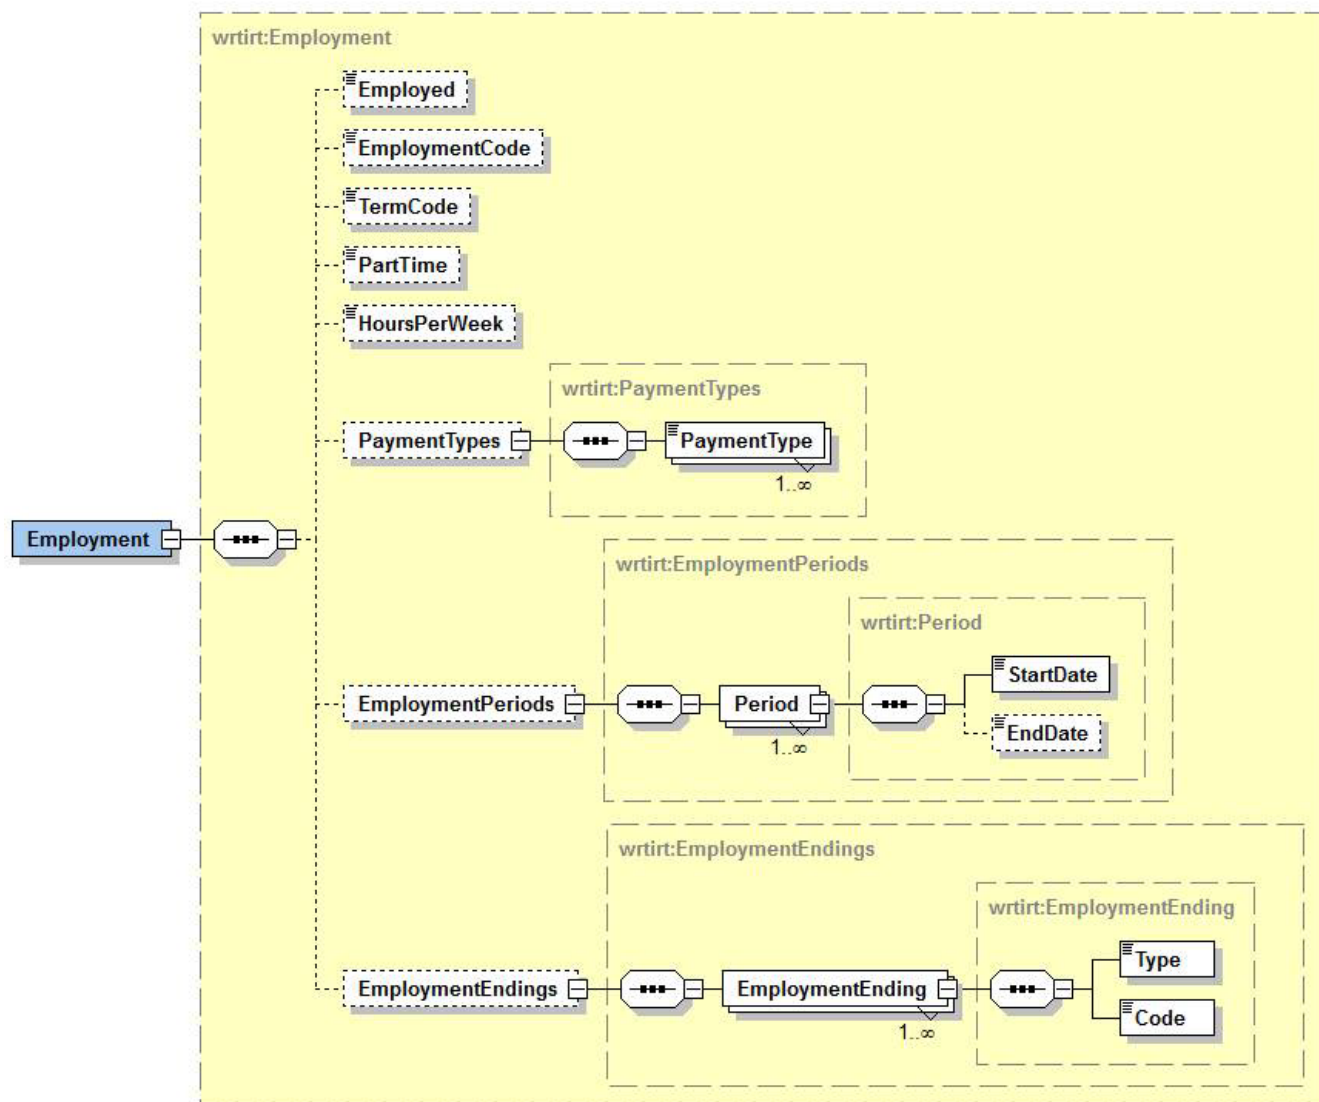 wrtirt:Employment
Employed
EmploymentCode
TermCode
PartTime
HoursPerWeek
wrtirt:PaymentTypes
PaymentTypes
PaymentType
1..∞
Employment
wrtirt:EmploymentPeriods
wrtirt:Period
StartDate
EmploymentPeriods
Period
EndDate
1..∞
wrtirt:EmploymentEndings
wrtirt:EmploymentEnding
Type
EmploymentEndings
EmploymentEnding
Code
1..∞